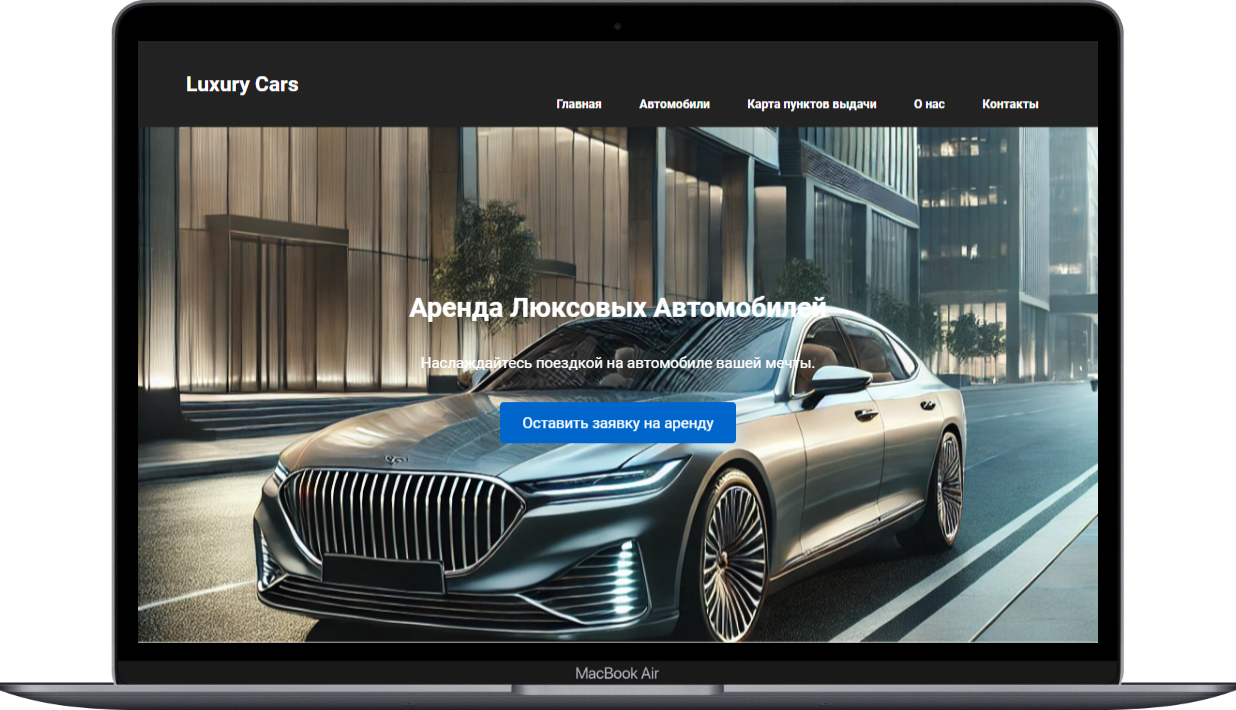 Luxury Cars
Главная Автомобили Карта пунктов выдачи О нас Контакты
Аренда Люксовых Автомобилей
Наслаждайтесь поездкой на автомобиле вашей мечты.
Оставить заявку на аренду
MacBook Air